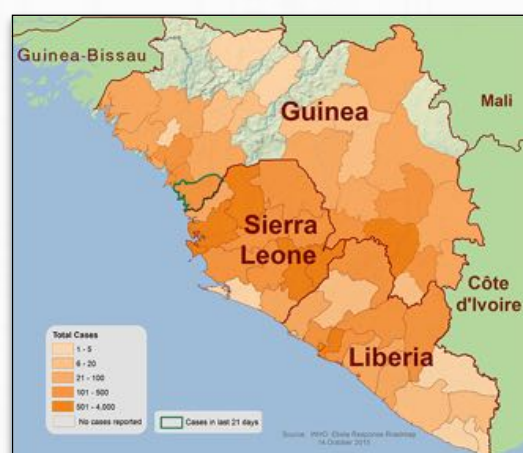 Guinea-Bissau
Guinea
Mali
Sierra
Leone
Côte
d'Ivoire
Liberia
Total Cases
1 - 5
6 - 20
21 - 100
101 - 500
501 - 4,000
No cases reported
Cases in last 21 days
Source: WHO: Ebola Response Roadmap
14 October 2015